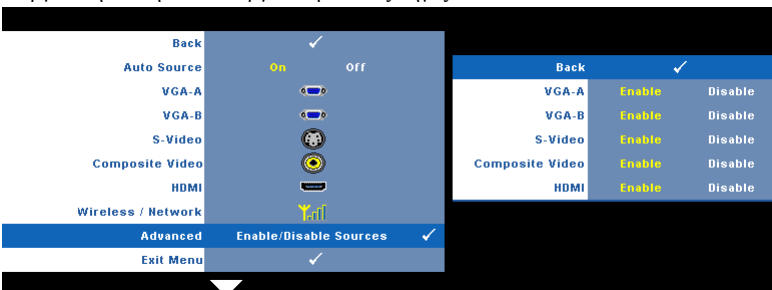 Back
Auto Source On Off
VGA-A
VGA-B
S-Video
Composite Video
HDMI
Wireless / Network
Advanced Enable/Disable Sources
Exit Menu
Back
VGA-A Enable Disable
VGA-B Enable Disable
S-Video Enable Disable
Composite Video Enable Disable
HDMI Enable Disable